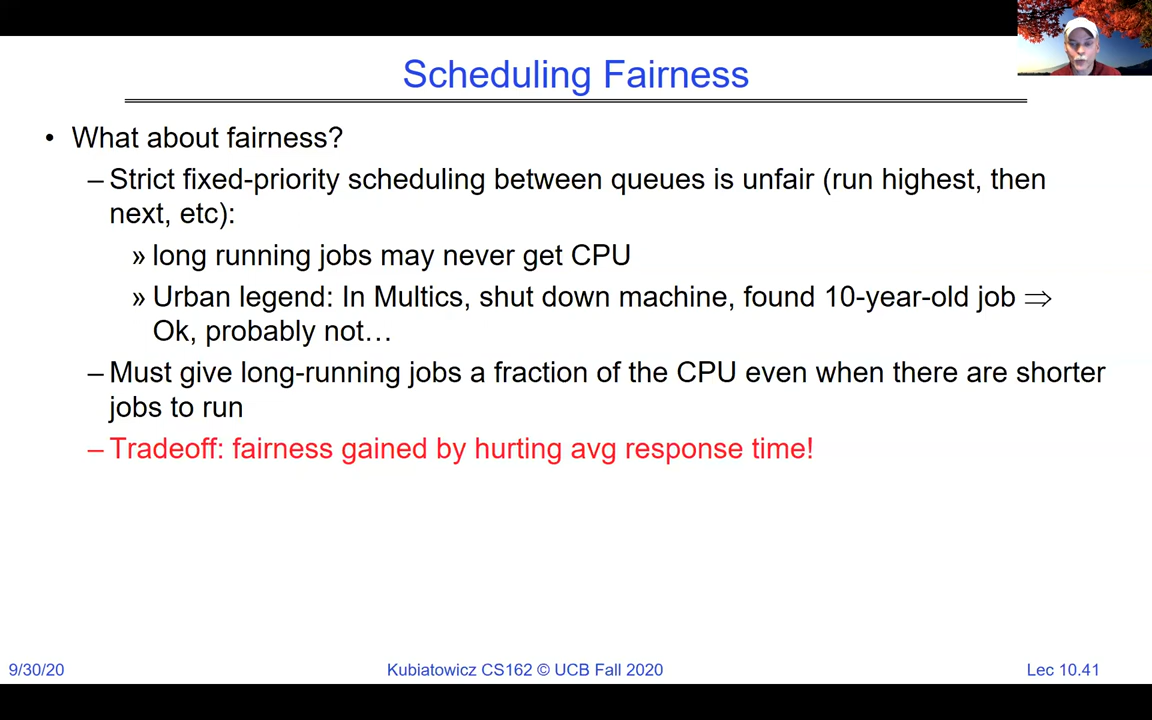 Scheduling Fairness
• What about fairness?
– Strict fixed-priority scheduling between queues is unfair (run highest, then
next, etc):
» long running jobs may never get CPU
» Urban legend: In Multics, shut down machine, found 10-year-old job ⇒
Ok, probably not…
– Must give long-running jobs a fraction of the CPU even when there are shorter
jobs to run
– Tradeoff: fairness gained by hurting avg response time!
9/30/20
Kubiatowicz CS162 © UCB Fall 2020
Lec 10.41